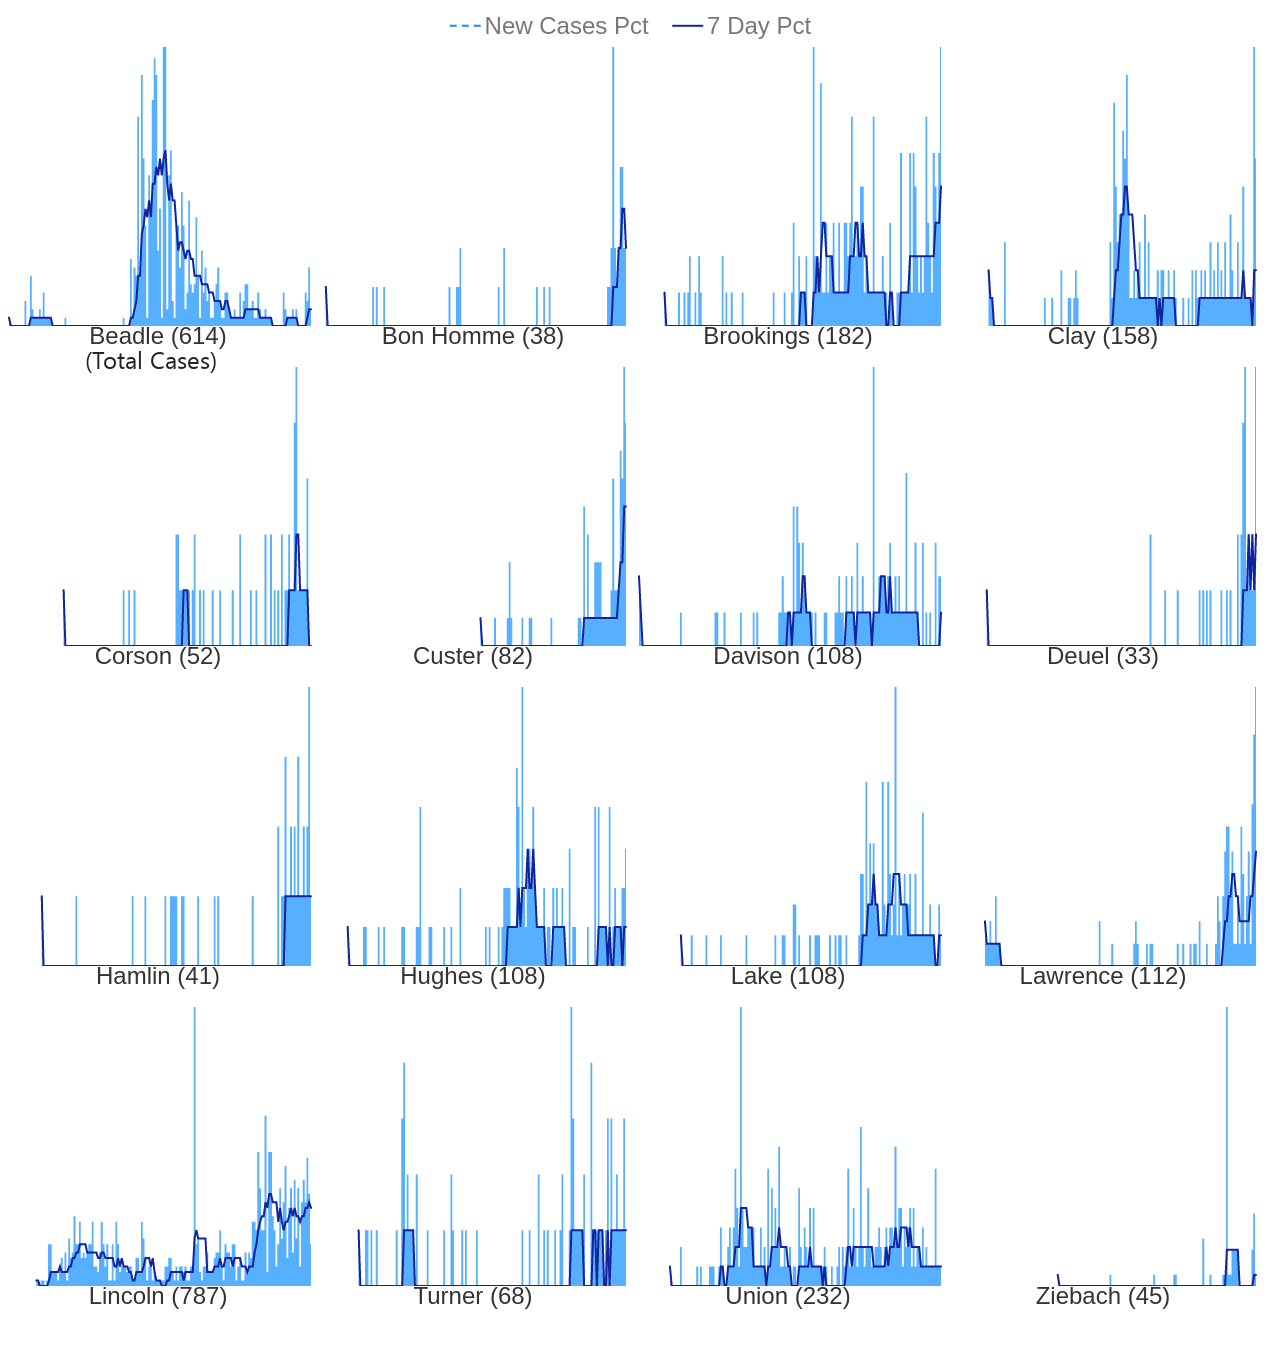 New Cases Pct 7 Day Pct
Beadle (614) Bon Homme (38) Brookings (182) Clay (158)
(Total Cases)
Corson (52) Custer (82) Davison (108) Deuel (33)
Hamlin (41) Hughes (108) Lake (108) Lawrence (112)
Lincoln (787) Turner (68) Union (232) Ziebach (45)